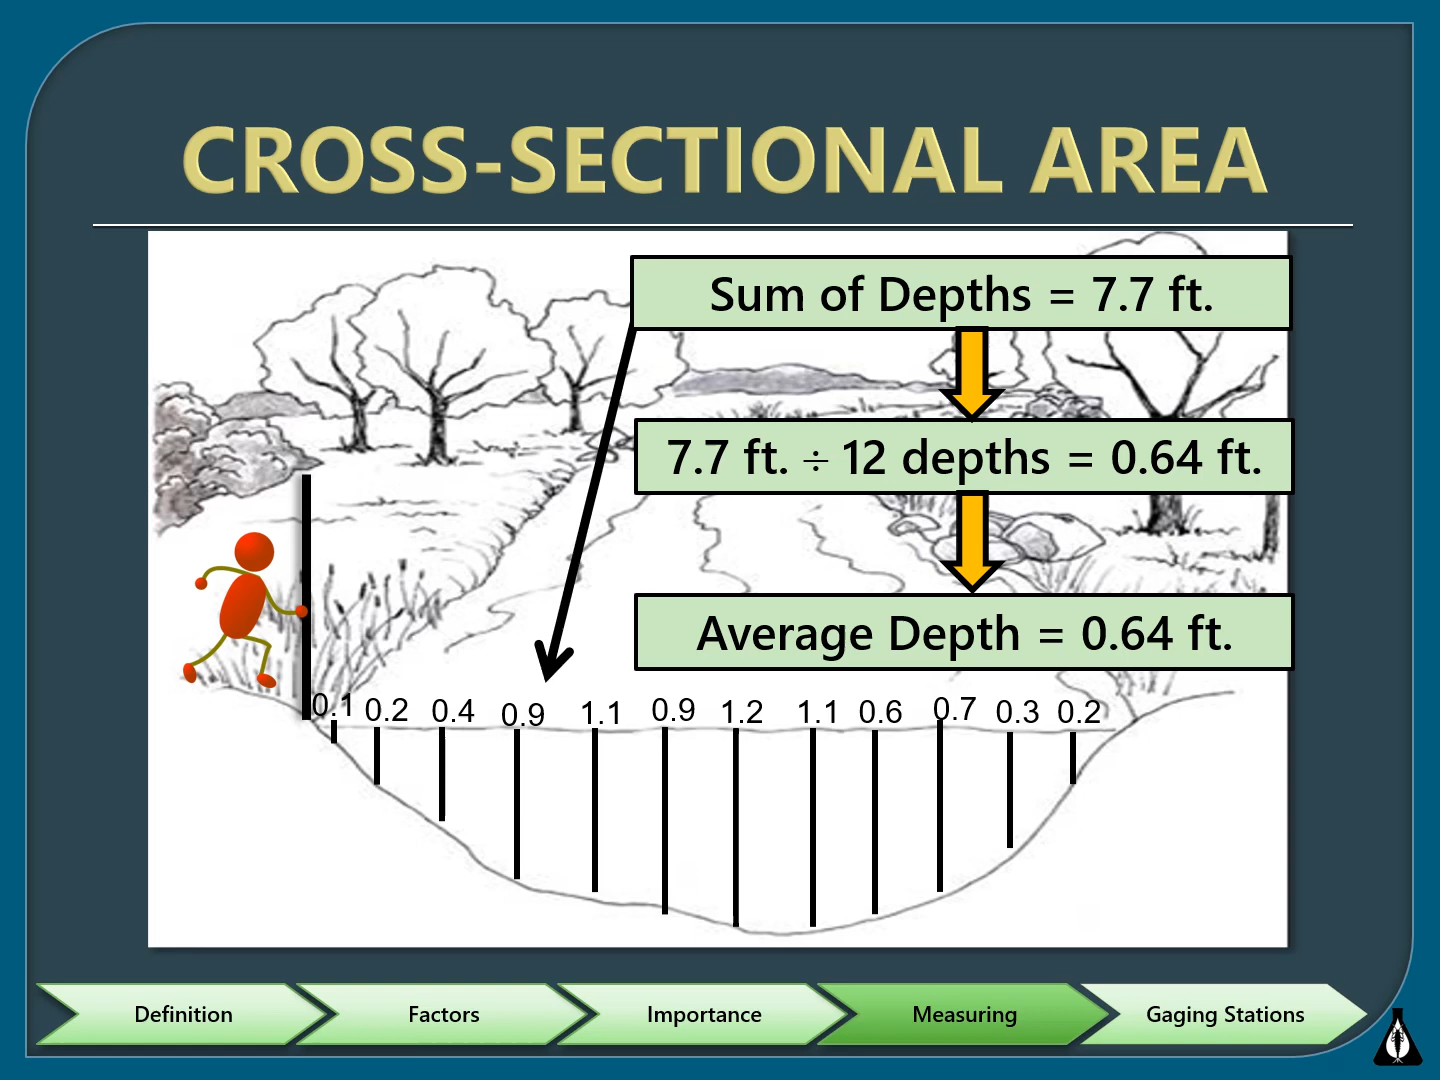 CROSS-SECTIONAL AREA
Sum of Depths = 7.7 ft.
7.7 ft. ÷ 12 depths = 0.64 ft.
Average Depth = 0.64 ft.
0.1 0.2 0.4 0.9 1.1 0.9 1.2 1.1 0.6 0.7 0.3 0.2
Definition Factors Importance Measuring Gaging Stations